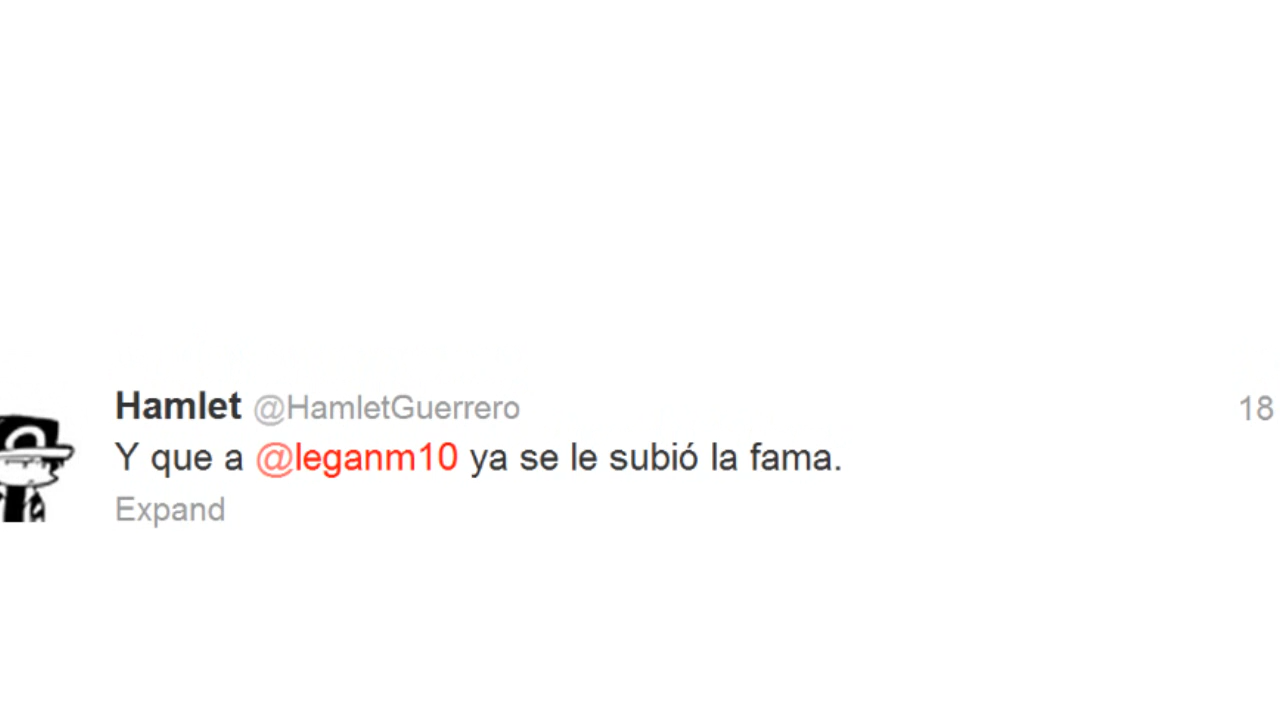 Hamlet @HamletGuerrero 18
Y que a @leganm10 ya se le subió la fama.
Expand